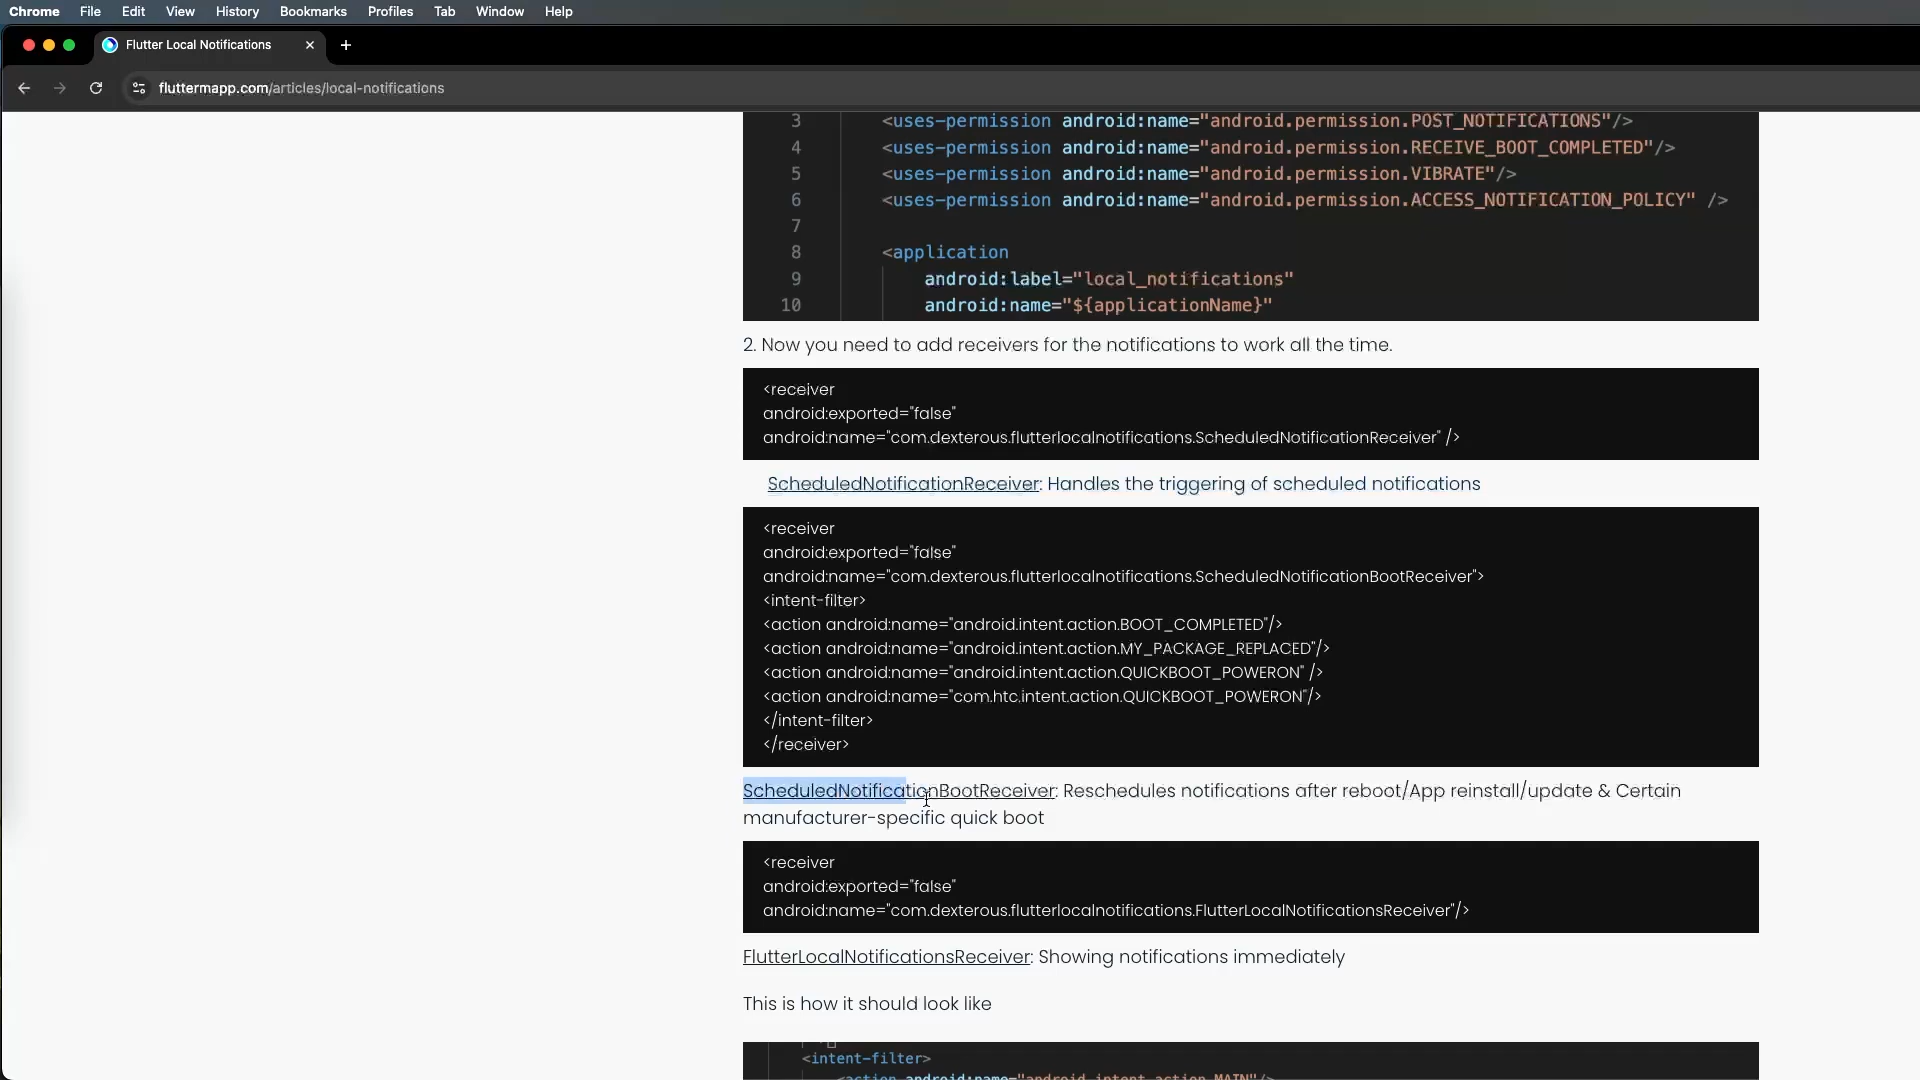 Chrome File Edit View History Bookmarks Profiles Tab Window Help
Flutter Local Notifications
fluttermapp.com/articles/local-notifications
3 <uses-permission android:name="android.permission.POST_NOTIFICATIONS"/>
4 <uses-permission android:name="android.permission.RECEIVE_BOOT_COMPLETED"/>
5 <uses-permission android:name="android.permission.VIBRATE"/>
6 <uses-permission android:name="android.permission.ACCESS_NOTIFICATION_POLICY" />
7
8 <application
9 android:label="local_notifications"
10 android:name="${applicationName}"
2. Now you need to add receivers for the notifications to work all the time.
<receiver
android:exported="false"
android:name="com.dexterous.flutterlocalnotifications.ScheduledNotificationReceiver" />
ScheduledNotificationReceiver: Handles the triggering of scheduled notifications
<receiver
android:exported="false"
android:name="com.dexterous.flutterlocalnotifications.ScheduledNotificationBootReceiver">
<intent-filter>
<action android:name="android.intent.action.BOOT_COMPLETED"/>
<action android:name="android.intent.action.MY_PACKAGE_REPLACED"/>
<action android:name="android.intent.action.QUICKBOOT_POWERON" />
<action android:name="com.htc.intent.action.QUICKBOOT_POWERON"/>
</intent-filter>
</receiver>
ScheduledNotificationBootReceiver: Reschedules notifications after reboot/App reinstall/update & Certain
manufacturer-specific quick boot
<receiver
android:exported="false"
android:name="com.dexterous.flutterlocalnotifications.FlutterLocalNotificationsReceiver"/>
FlutterLocalNotificationsReceiver: Showing notifications immediately
This is how it should look like
<intent-filter>
<action android:name="android.intent.action.MAIN"/>